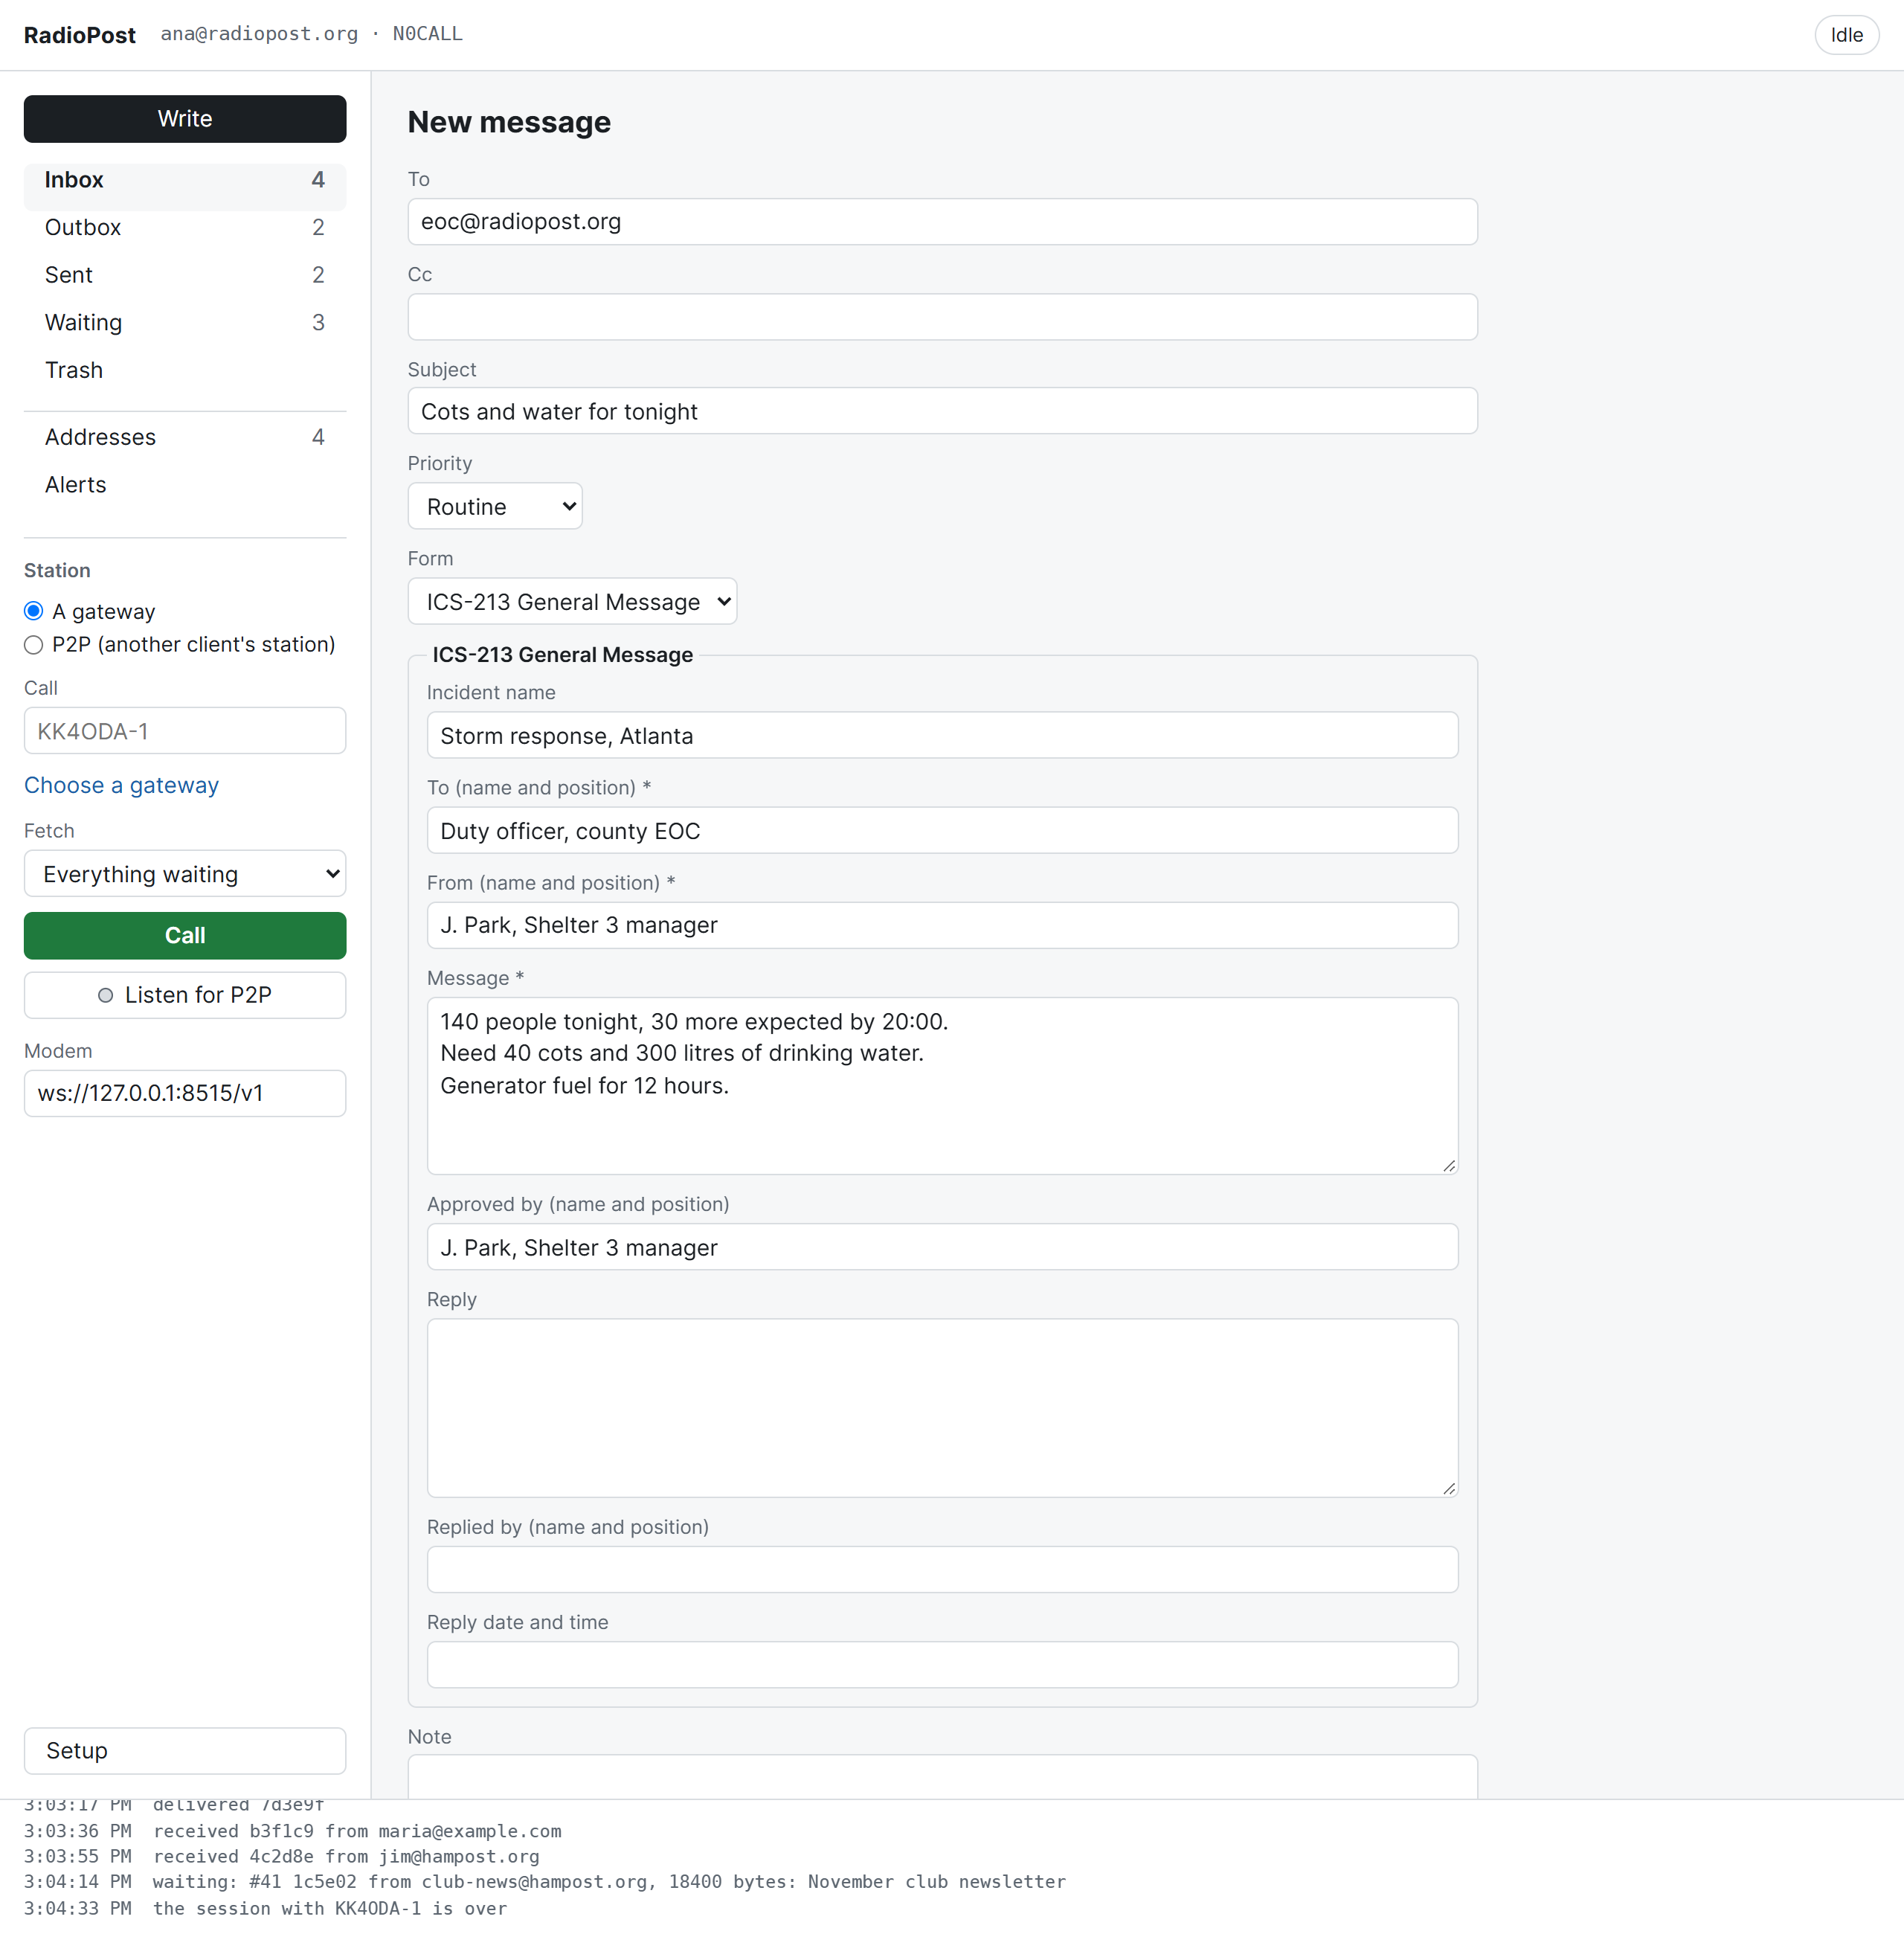 RadioPost ana@radiopost.org · N0CALL
Idle
Write
Inbox 4
Outbox 2
Sent 2
Waiting 3
Trash
Addresses 4
Alerts
Station
A gateway
P2P (another client's station)
Call
KK4ODA-1
Choose a gateway
Fetch
Everything waiting
Call
Listen for P2P
Modem
ws://127.0.0.1:8515/v1
Setup
New message
To
eoc@radiopost.org
Cc
Subject
Cots and water for tonight
Priority
Routine
Form
ICS-213 General Message
ICS-213 General Message
Incident name
Storm response, Atlanta
To (name and position) *
Duty officer, county EOC
From (name and position) *
J. Park, Shelter 3 manager
Message *
140 people tonight, 30 more expected by 20:00.
Need 40 cots and 300 litres of drinking water.
Generator fuel for 12 hours.
Approved by (name and position)
J. Park, Shelter 3 manager
Reply
Replied by (name and position)
Reply date and time
Note
3:03:17 PM delivered 7d3e9f
3:03:36 PM received b3f1c9 from maria@example.com
3:03:55 PM received 4c2d8e from jim@hampost.org
3:04:14 PM waiting: #41 1c5e02 from club-news@hampost.org, 18400 bytes: November club newsletter
3:04:33 PM the session with KK4ODA-1 is over